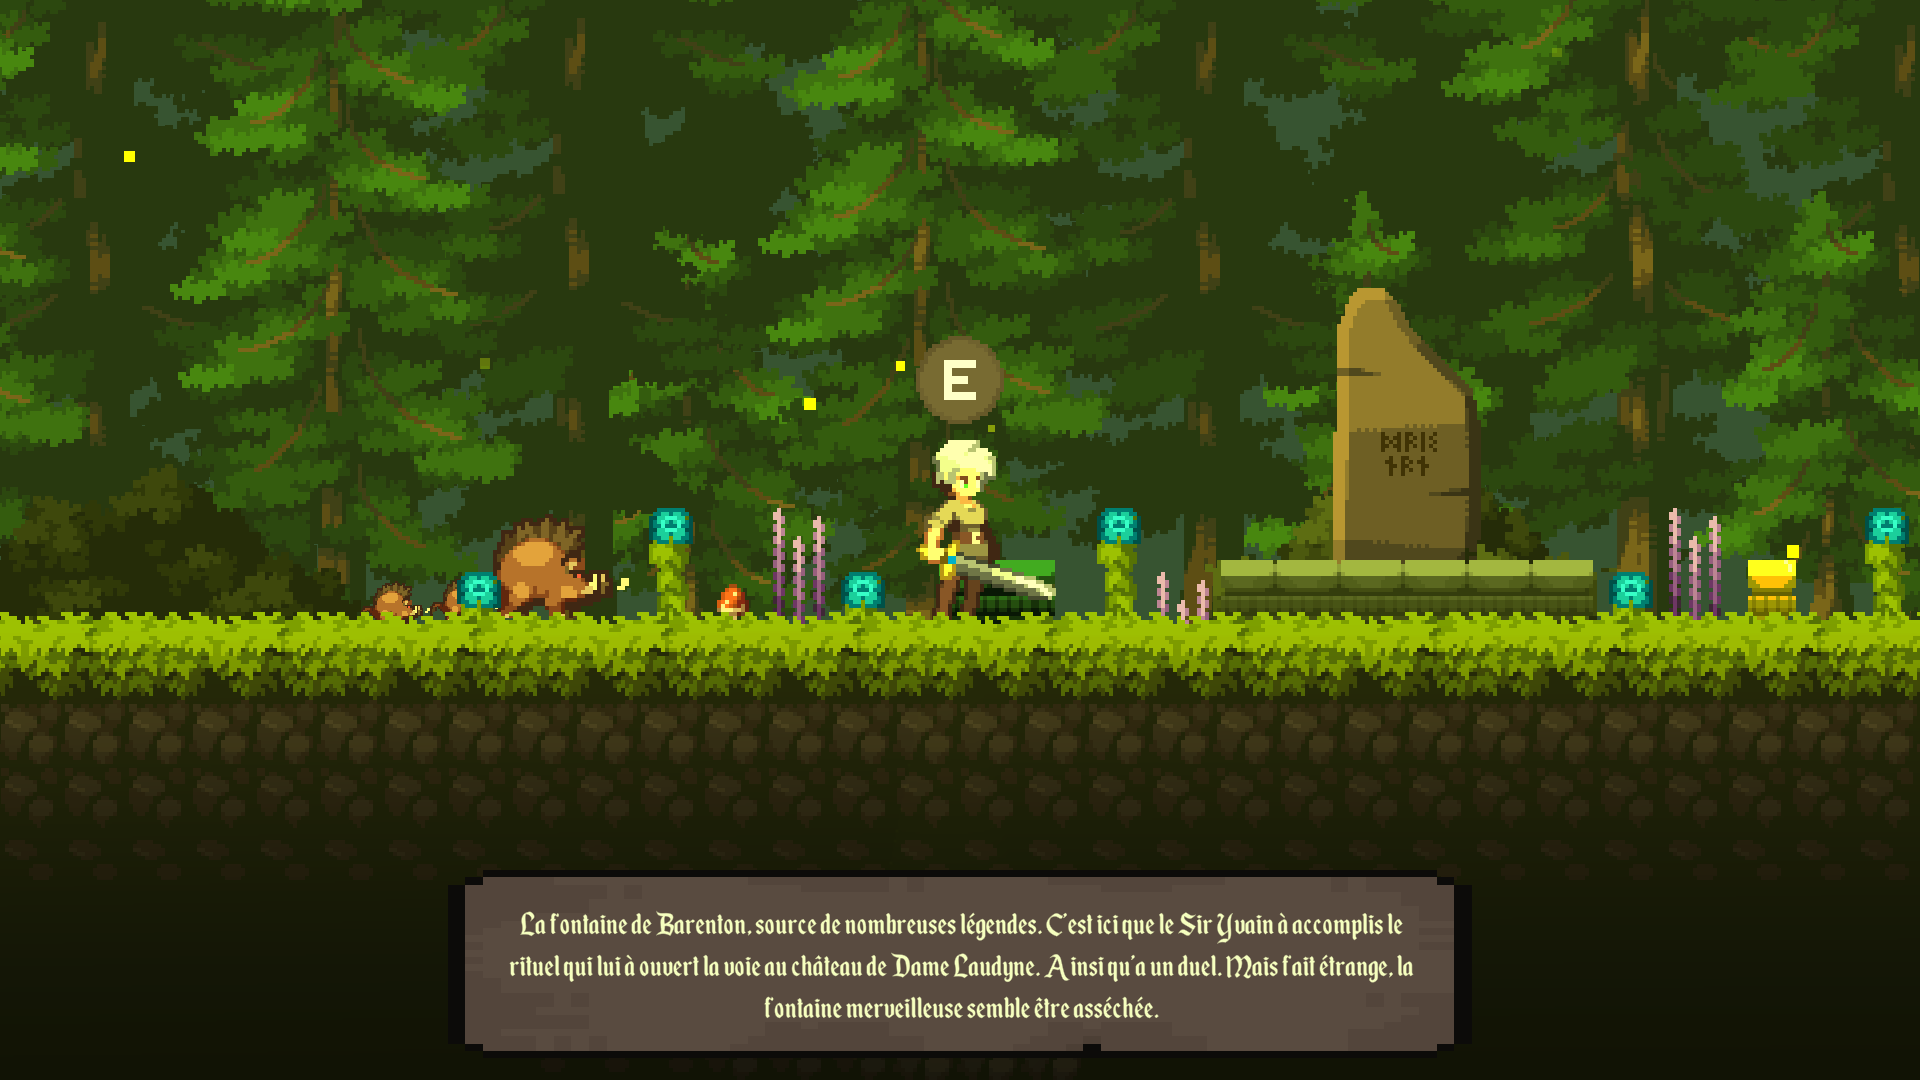 E
La fontaine de Barenton, source de nombreuses légendes. C'est ici que le Sir Yvain à accomplis le
rituel qui lui à ouvert la voie au château de Dame Laudyne. Ainsi qu'a un duel. Mais fait étrange, la
fontaine merveilleuse semble être asséchée.